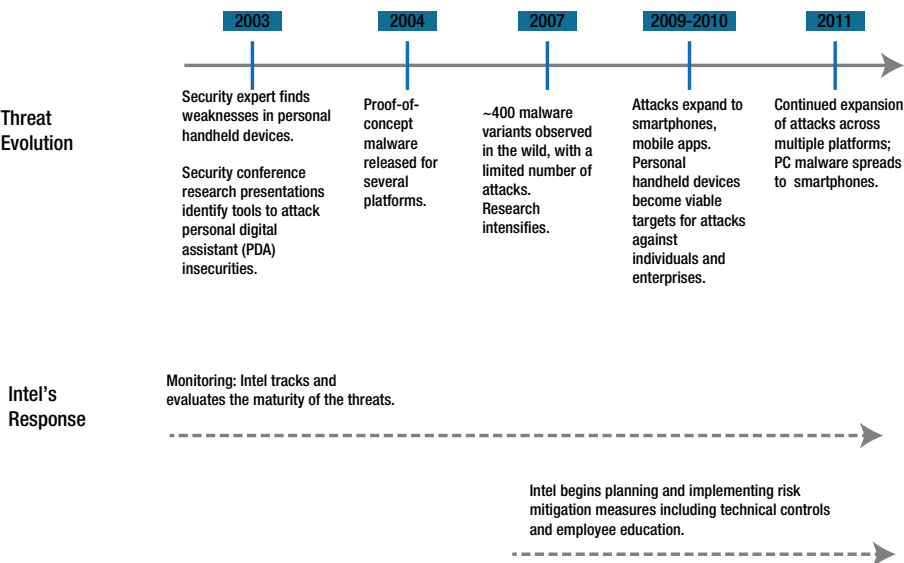 2003
2004
2007
2009-2010
2011
Threat
Evolution
Security expert finds
weaknesses in personal
handheld devices.
Security conference
research presentations
identify tools to attack
personal digital
assistant (PDA)
insecurities.
Proof-of-
concept
malware
released for
several
platforms.
~400 malware
variants observed
in the wild, with a
limited number of
attacks.
Research
intensifies.
Attacks expand to
smartphones,
mobile apps.
Personal
handheld devices
become viable
targets for attacks
against
individuals and
enterprises.
Continued expansion
of attacks across
multiple platforms;
PC malware spreads
to smartphones.
Intel's
Response
Monitoring: Intel tracks and
evaluates the maturity of the threats.
Intel begins planning and implementing risk
mitigation measures including technical controls
and employee education.